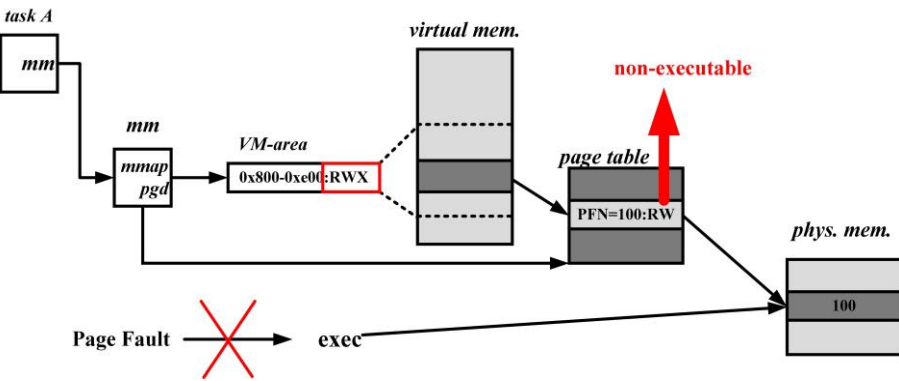 task A
virtual mem.
mm
non-executable
mm
VM-area
mmap
pgd
0x800-0xe00:RWX
page table
PFN=100:RW
phys. mem.
100
Page Fault
exec